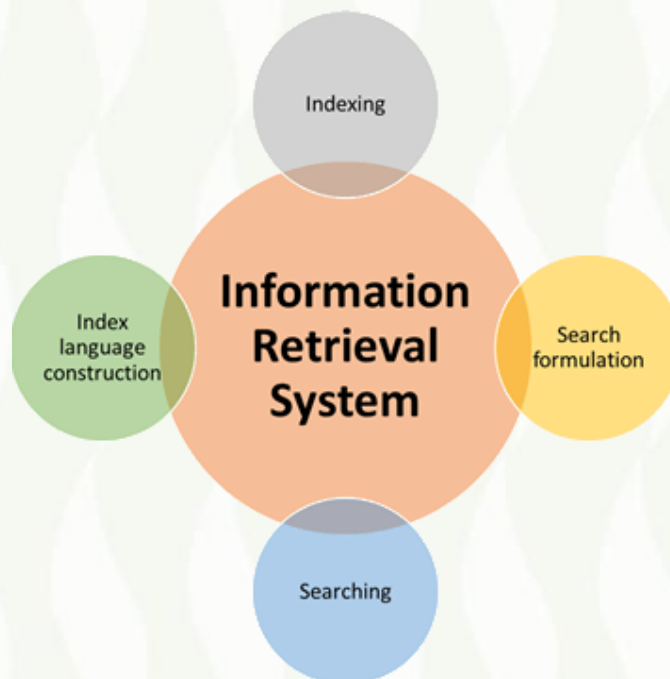 Indexing
Information
Retrieval
System
Index
language
construction
Search
formulation
Searching